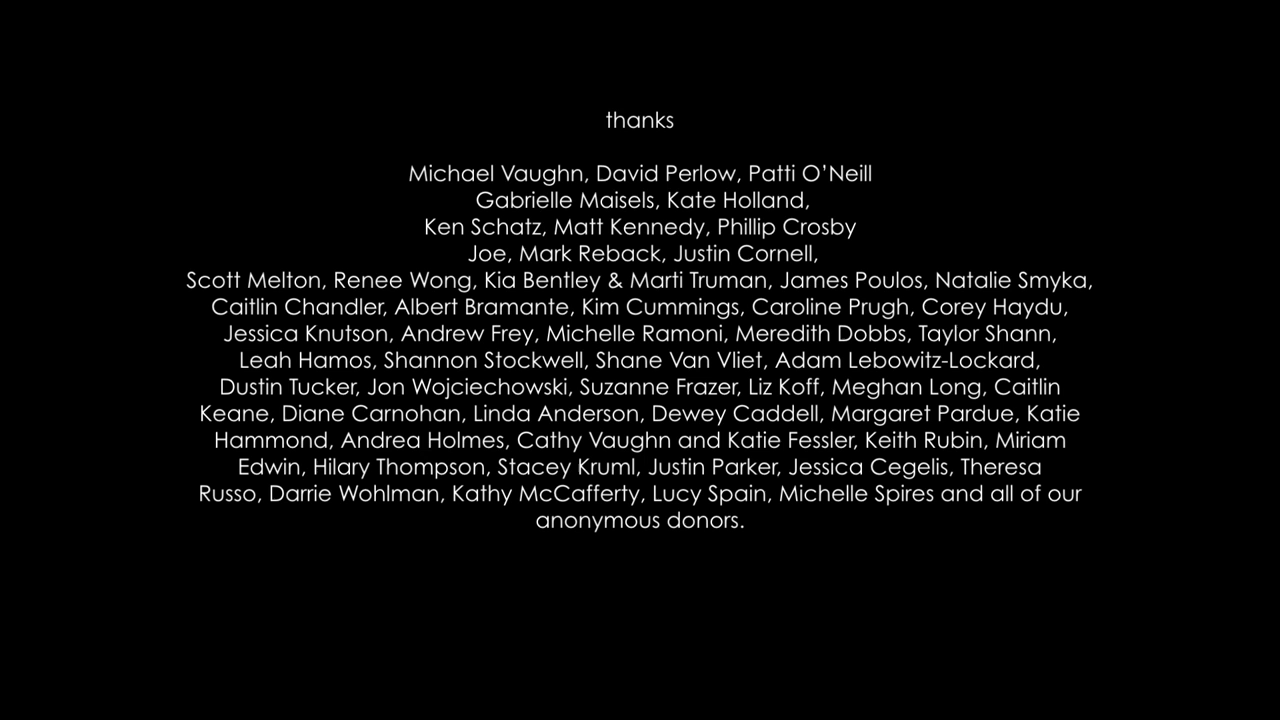 thanks
Michael Vaughn, David Perlow, Patti O'Neill
Gabrielle Maisels, Kate Holland,
Ken Schatz, Matt Kennedy, Phillip Crosby
Joe, Mark Reback, Justin Cornell,
Scott Melton, Renee Wong, Kia Bentley & Marti Truman, James Poulos, Natalie Smyka,
Caitlin Chandler, Albert Bramante, Kim Cummings, Caroline Prugh, Corey Haydu,
Jessica Knutson, Andrew Frey, Michelle Ramoni, Meredith Dobbs, Taylor Shann,
Leah Hamos, Shannon Stockwell, Shane Van Vliet, Adam Lebowitz-Lockard,
Dustin Tucker, Jon Wojciechowski, Suzanne Frazer, Liz Koff, Meghan Long, Caitlin
Keane, Diane Carnohan, Linda Anderson, Dewey Caddell, Margaret Pardue, Katie
Hammond, Andrea Holmes, Cathy Vaughn and Katie Fessler, Keith Rubin, Miriam
Edwin, Hilary Thompson, Stacey Kruml, Justin Parker, Jessica Cegelis, Theresa
Russo, Darrie Wohlman, Kathy McCafferty, Lucy Spain, Michelle Spires and all of our
anonymous donors.